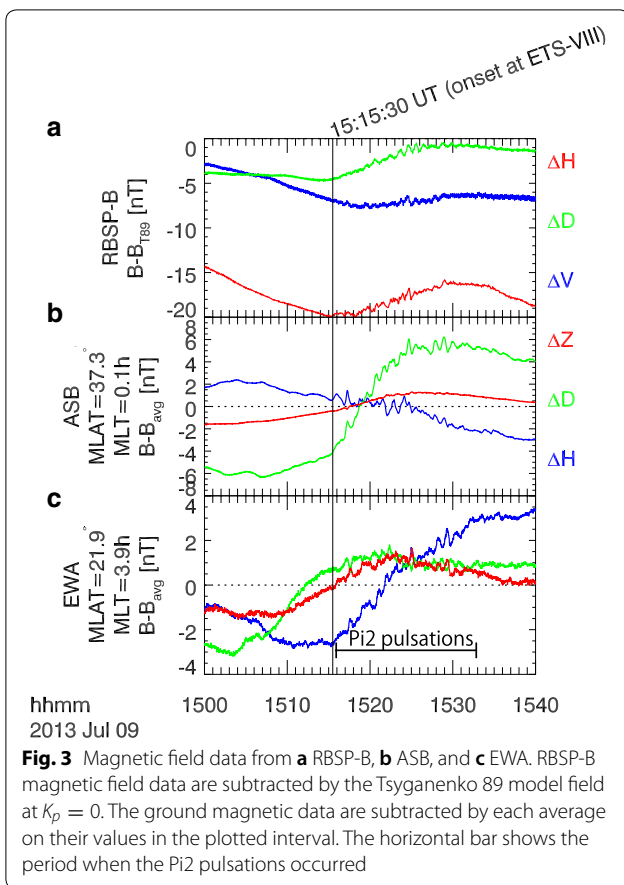 15:15:30 UT (onset at ETS-VIII)
a
RBSP-B
B-B_T89 [nT]
0
-5
-10
-15
-20
ΔH
ΔD
ΔV
b
ASB
MLAT=37.3°
MLT=0.1h
B-B_avg [nT]
6
4
2
0
-2
-4
-6
-8
ΔZ
ΔD
ΔH
c
EWA
MLAT=21.9°
MLT=3.9h
B-B_avg [nT]
4
2
0
-2
-4
Pi2 pulsations
1500 1510 1520 1530 1540
hhmm
2013 Jul 09
Fig. 3 Magnetic field data from a RBSP-B, b ASB, and c EWA. RBSP-B
magnetic field data are subtracted by the Tsyganenko 89 model field
at K_p = 0. The ground magnetic data are subtracted by each average
on their values in the plotted interval. The horizontal bar shows the
period when the Pi2 pulsations occurred